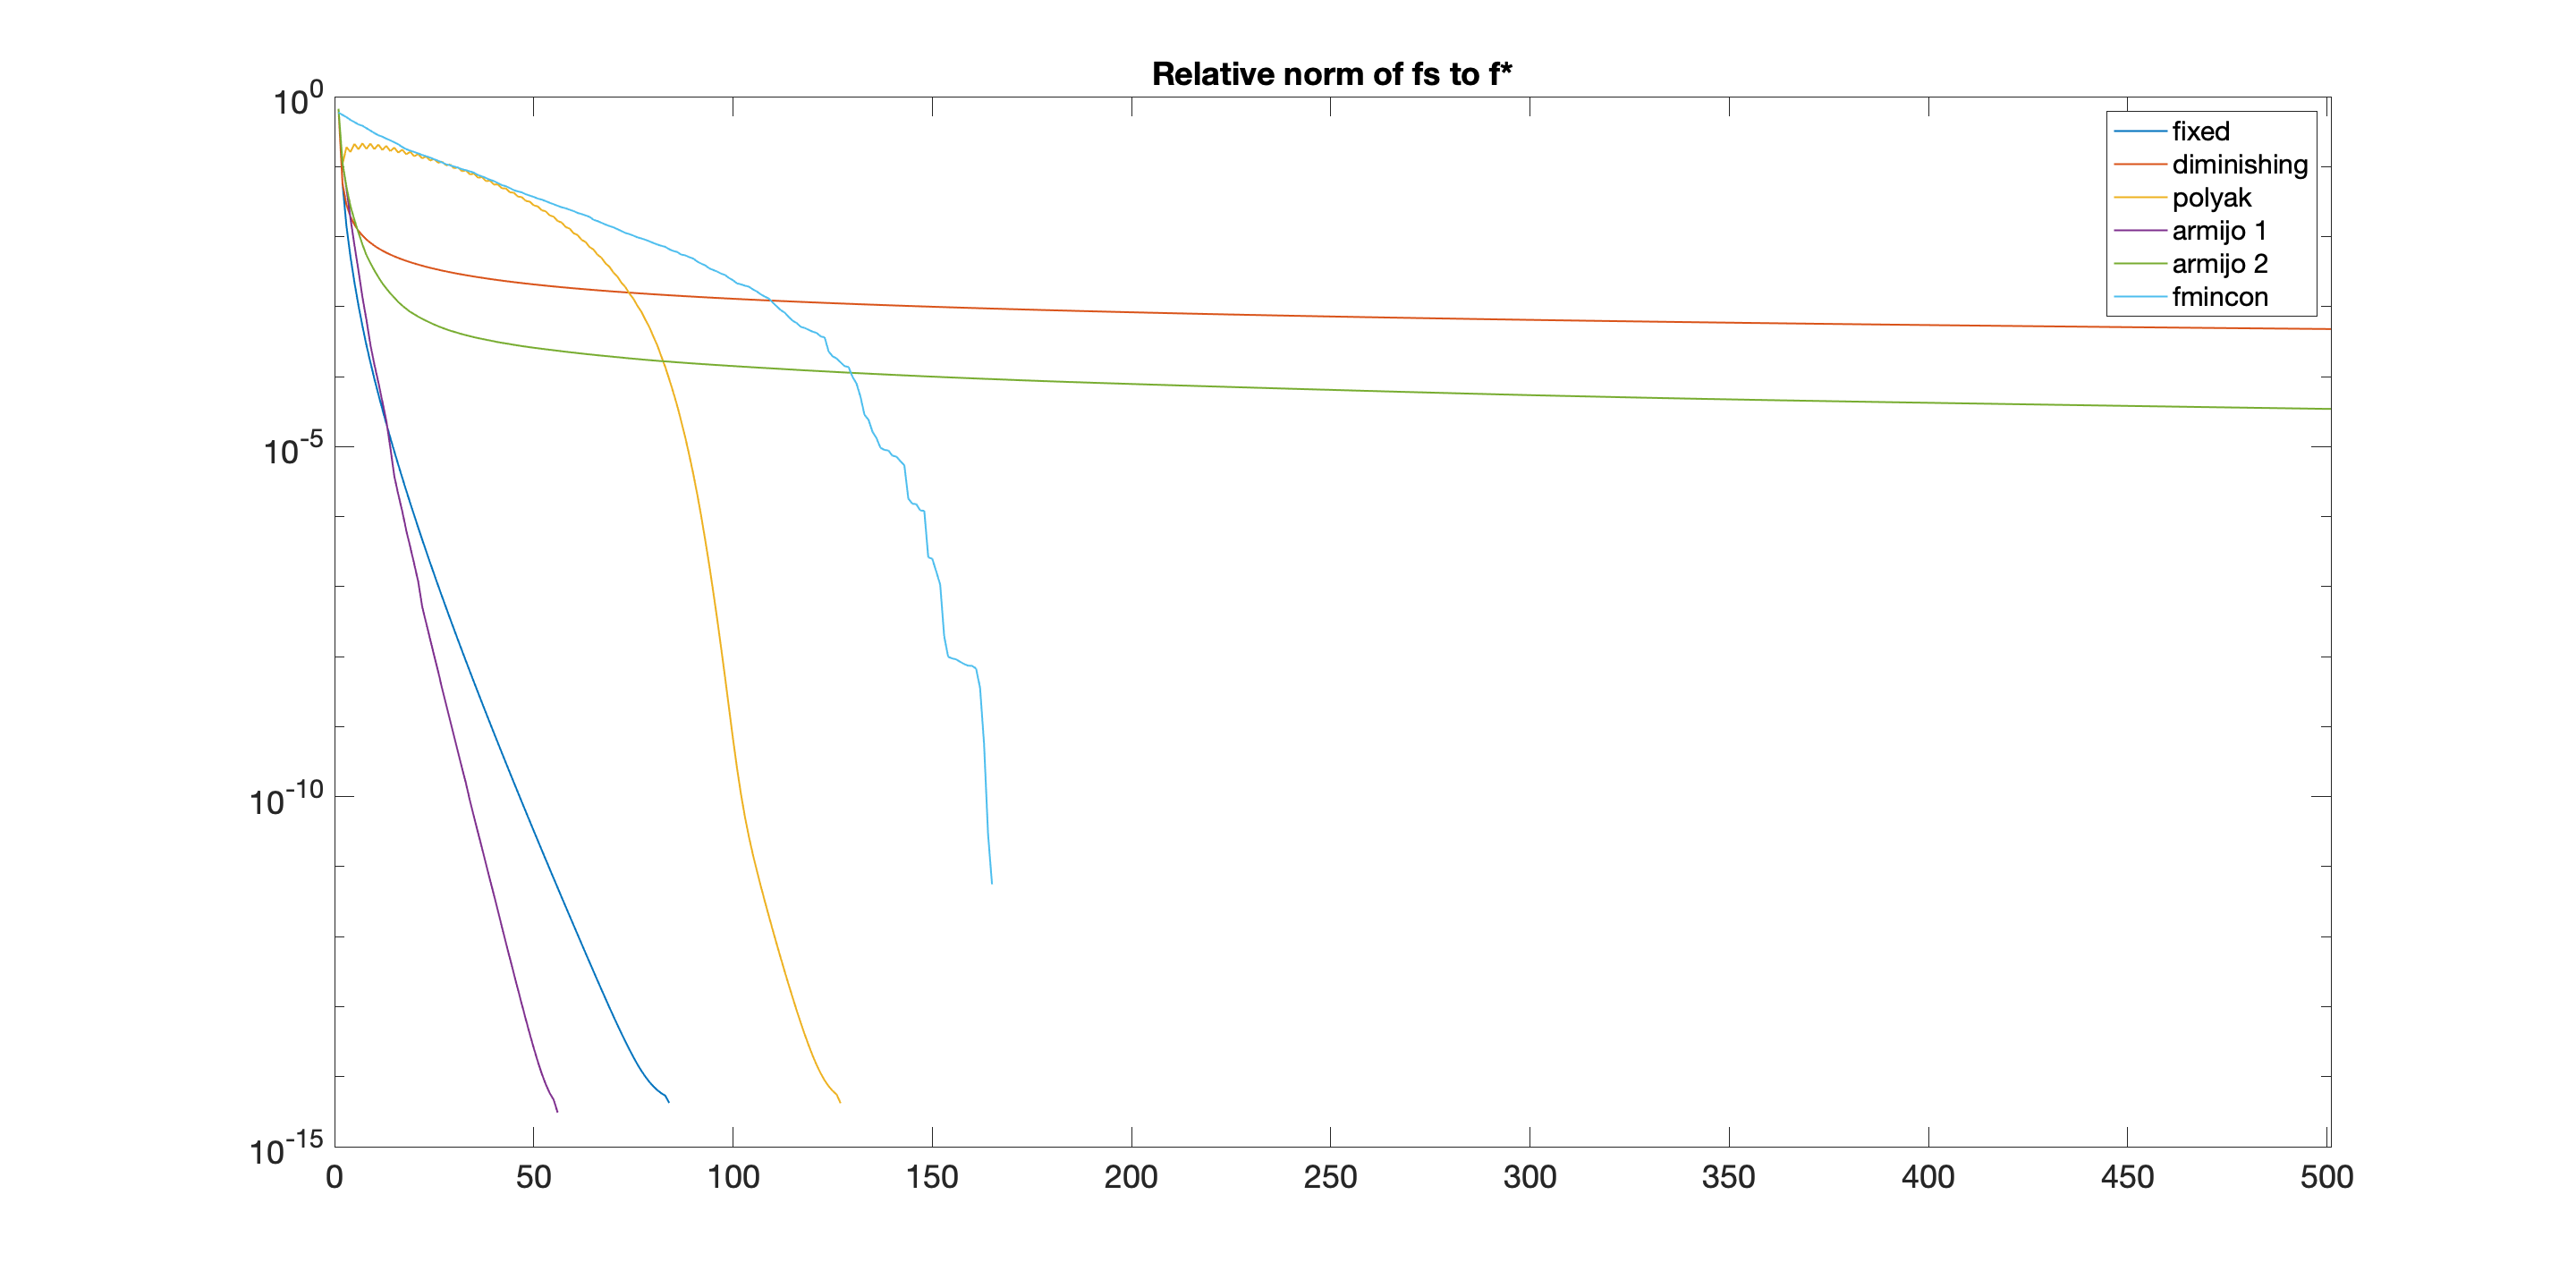 Relative norm of fs to f*
10^0
10^-5
10^-10
10^-15
0 50 100 150 200 250 300 350 400 450 500
fixed
diminishing
polyak
armijo 1
armijo 2
fmincon